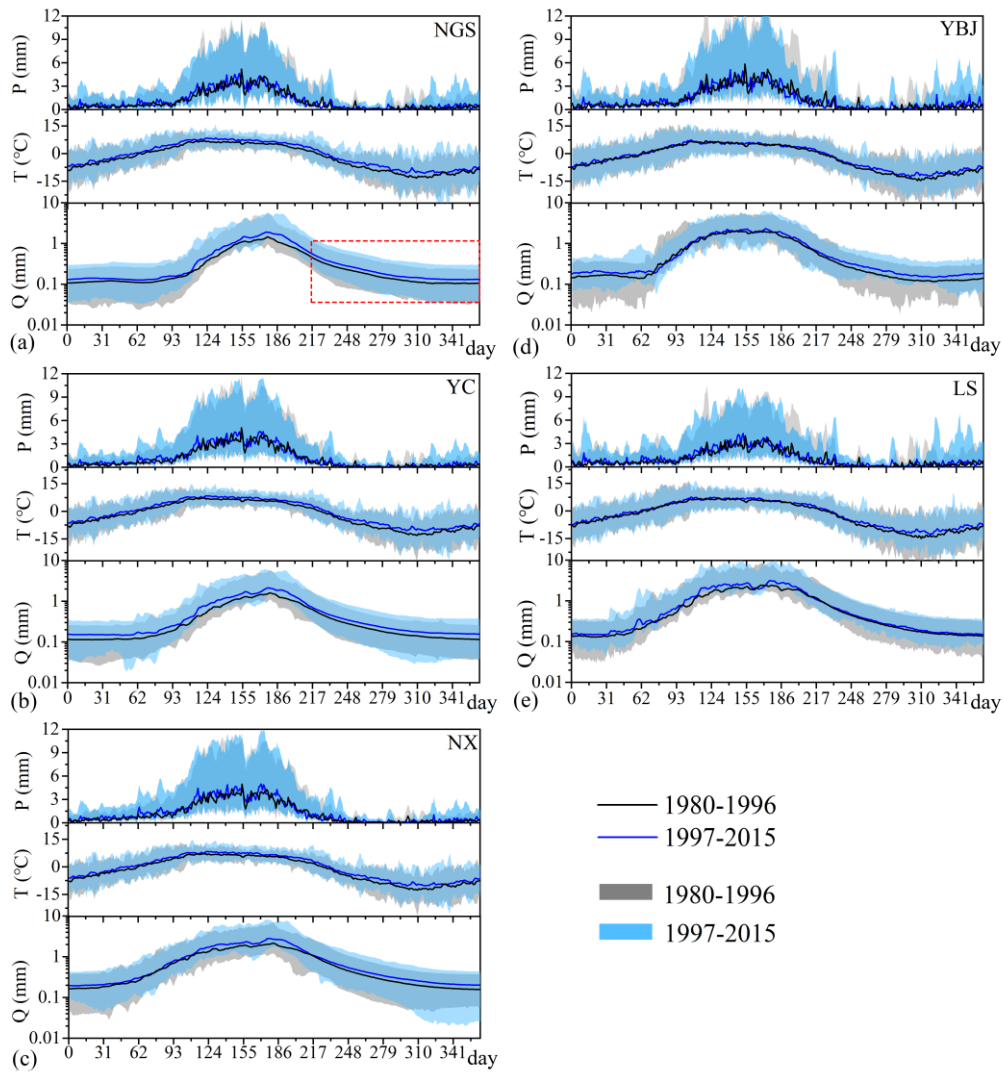 NGS
P (mm)
12
9
6
3
0
T (°C)
15
0
-15
Q (mm)
10
1
0.1
0.01
0 31 62 93 124 155 186 217 248 279 310 341 day
(a)
YBJ
P (mm)
12
9
6
3
0
T (°C)
15
0
-15
Q (mm)
10
1
0.1
0.01
0 31 62 93 124 155 186 217 248 279 310 341 day
(d)
YC
P (mm)
12
9
6
3
0
T (°C)
15
0
-15
Q (mm)
10
1
0.1
0.01
0 31 62 93 124 155 186 217 248 279 310 341 day
(b)
LS
P (mm)
12
9
6
3
0
T (°C)
15
0
-15
Q (mm)
10
1
0.1
0.01
0 31 62 93 124 155 186 217 248 279 310 341 day
(e)
NX
P (mm)
12
9
6
3
0
T (°C)
15
0
-15
Q (mm)
10
1
0.1
0.01
0 31 62 93 124 155 186 217 248 279 310 341 day
(c)
1980-1996
1997-2015
1980-1996
1997-2015